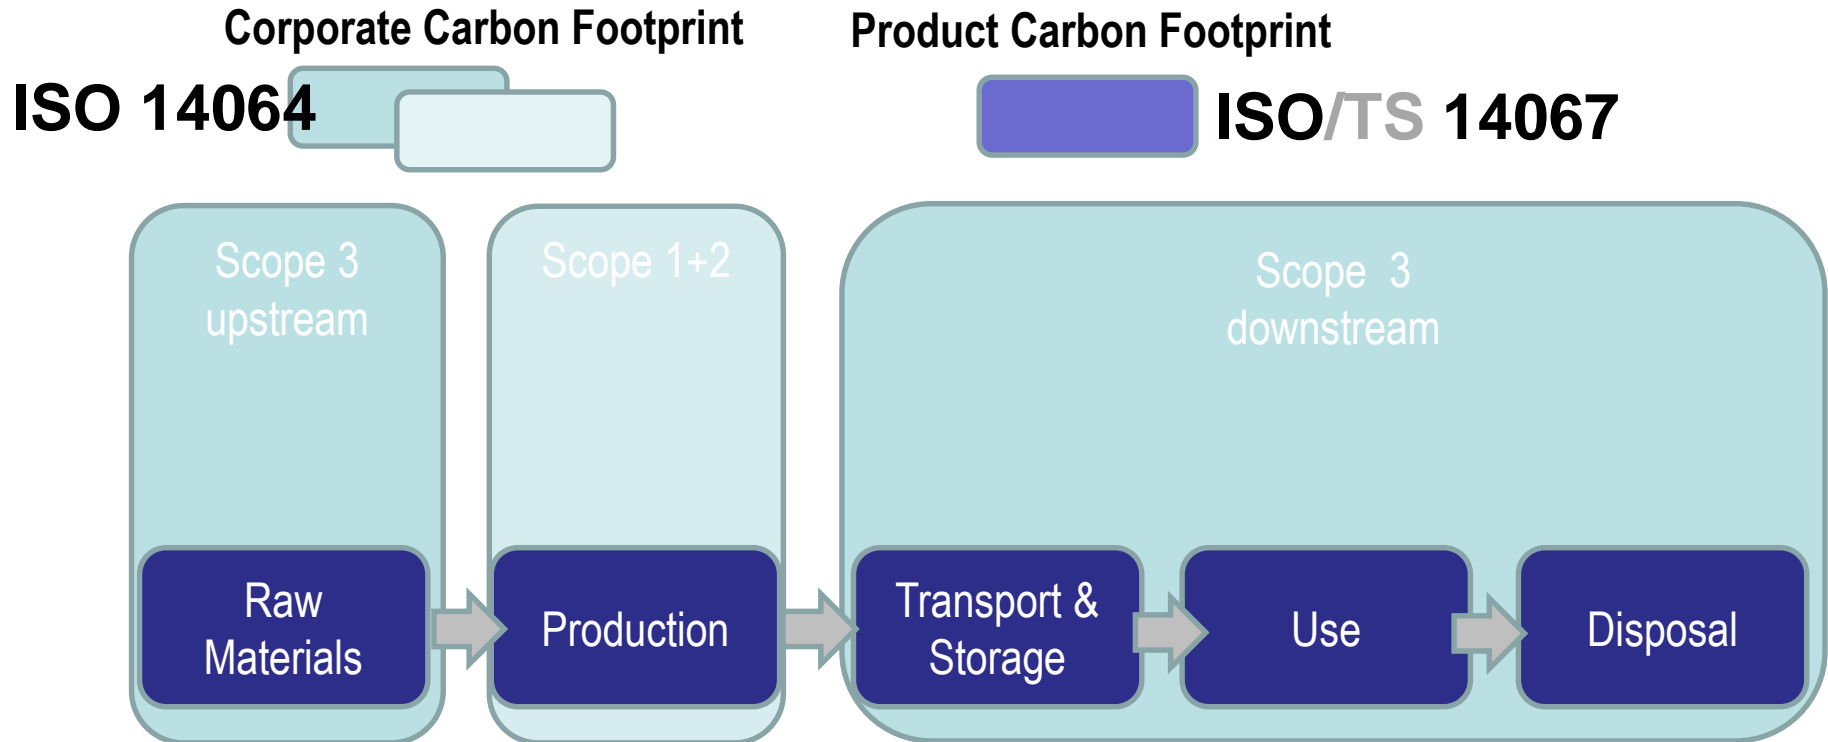 Corporate Carbon Footprint
Product Carbon Footprint
ISO 14064
ISO/TS 14067
Scope 3
upstream
Scope 1+2
Scope 3
downstream
Raw
Materials
Production
Transport &
Storage
Use
Disposal